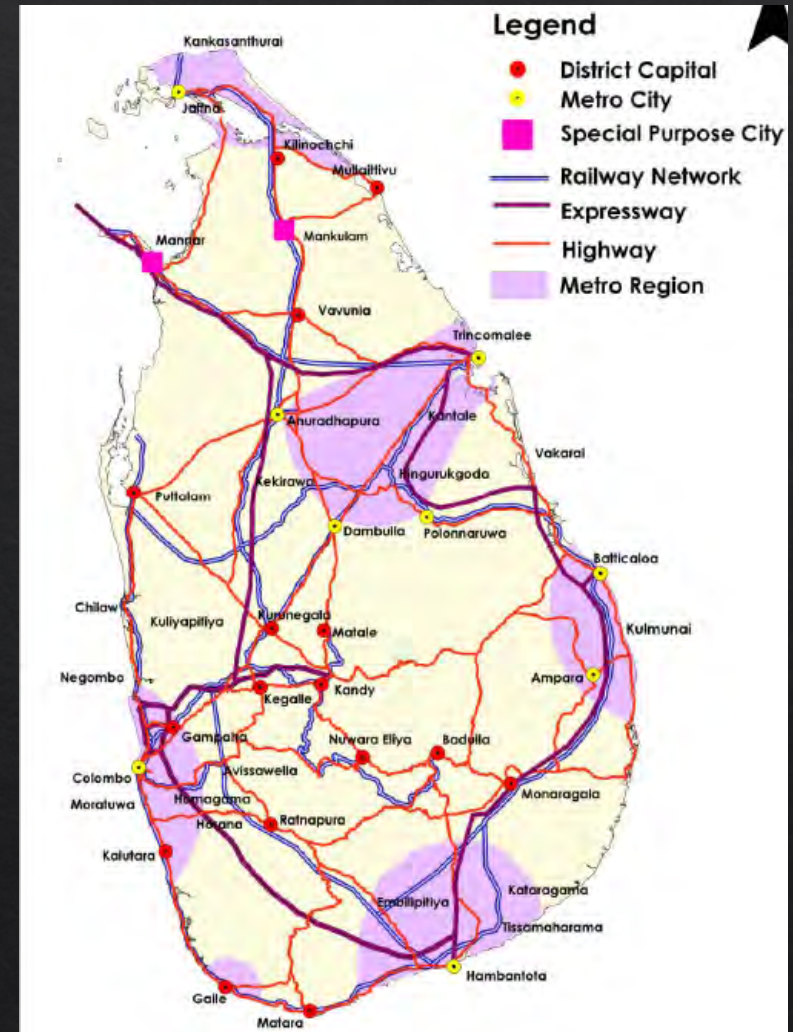 Legend
District Capital
Metro City
Special Purpose City
Railway Network
Expressway
Highway
Metro Region
Kankasanthurai
Jaffna
Kilinochchi
Mullaitivu
Mannar
Mankulam
Vavunia
Trincomalee
Anuradhapura
Kantale
Vakarai
Kekirawa
Hingurukgoda
Puttalam
Dambulla
Polonnaruwa
Batticaloa
Chilaw
Kuliyapitiya
Kurunegala
Matale
Kulmunai
Negombo
Ampara
Kegalle
Kandy
Gampaha
Nuwara Eliya
Badulla
Colombo
Avissawella
Moratuwa
Homagama
Monaragala
Horana
Ratnapura
Kalutara
Embilipitiya
Kataragama
Tissamaharama
Hambantota
Galle
Matara